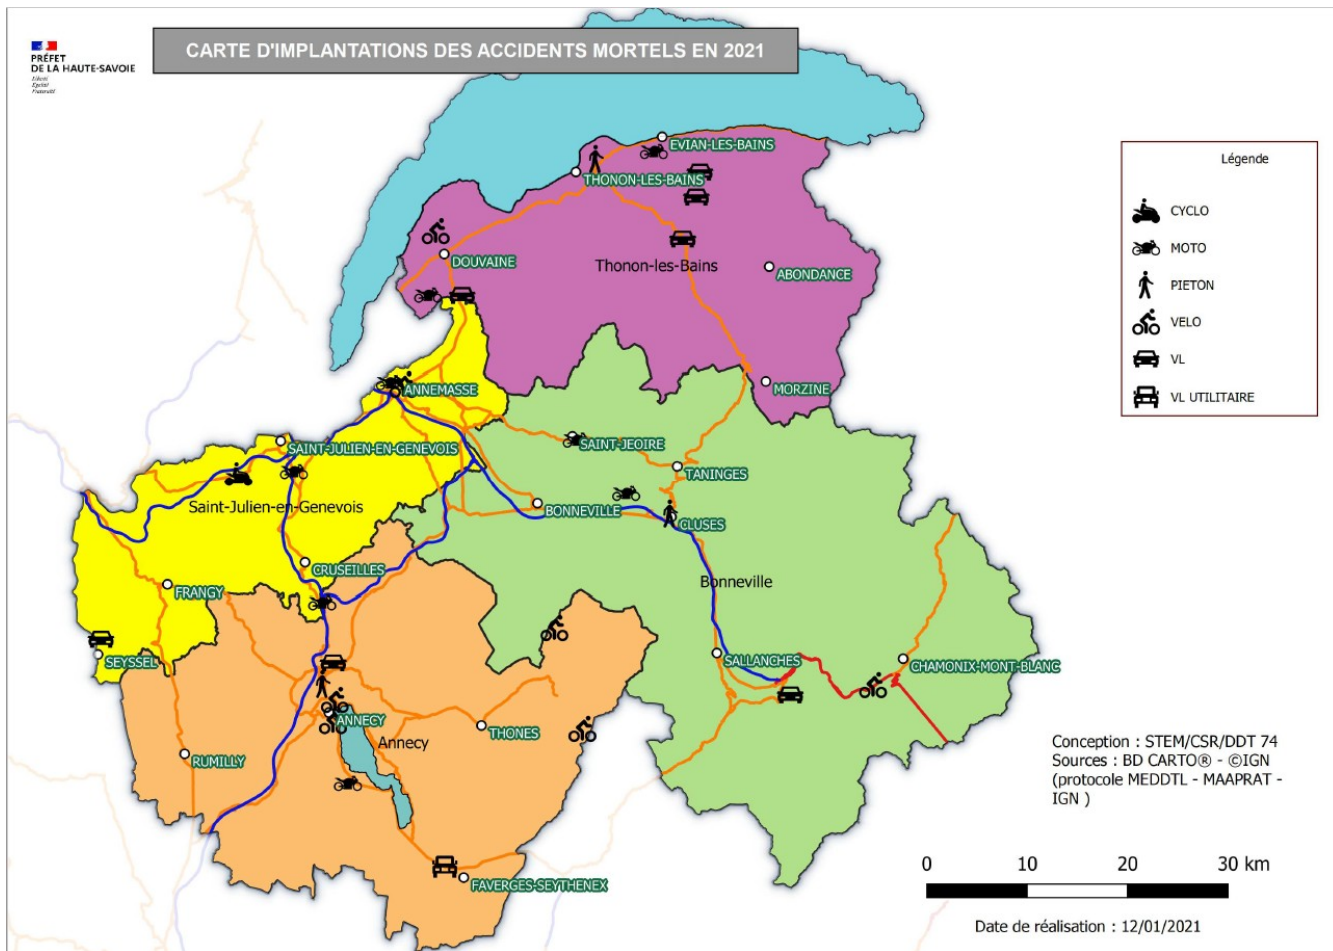 CARTE D'IMPLANTATIONS DES ACCIDENTS MORTELS EN 2021
PRÉFET
DE LA HAUTE-SAVOIE
Liberté
Égalité
Fraternité
EVIAN-LES-BAINS
THONON-LES-BAINS
DOUVAINE
Thonon-les-Bains
ABONDANCE
MORZINE
ANNEMASSE
SAINT-JULIEN-EN-GENEVOIS
SAINT-JEOIRE
TANINGES
Saint-Julien-en-Genevois
BONNEVILLE
CLUSES
CRUSEILLES
Bonneville
FRANGY
SEYSSEL
SALLANCHES
CHAMONIX-MONT-BLANC
ANNECY
THONES
Annecy
RUMILLY
FAVERGES-SEYTHENEX
Légende
CYCLO
MOTO
PIETON
VELO
VL
VL UTILITAIRE
Conception : STEM/CSR/DDT 74
Sources : BD CARTO® - ©IGN
(protocole MEDDTL - MAAPRAT -
IGN )
0 10 20 30 km
Date de réalisation : 12/01/2021